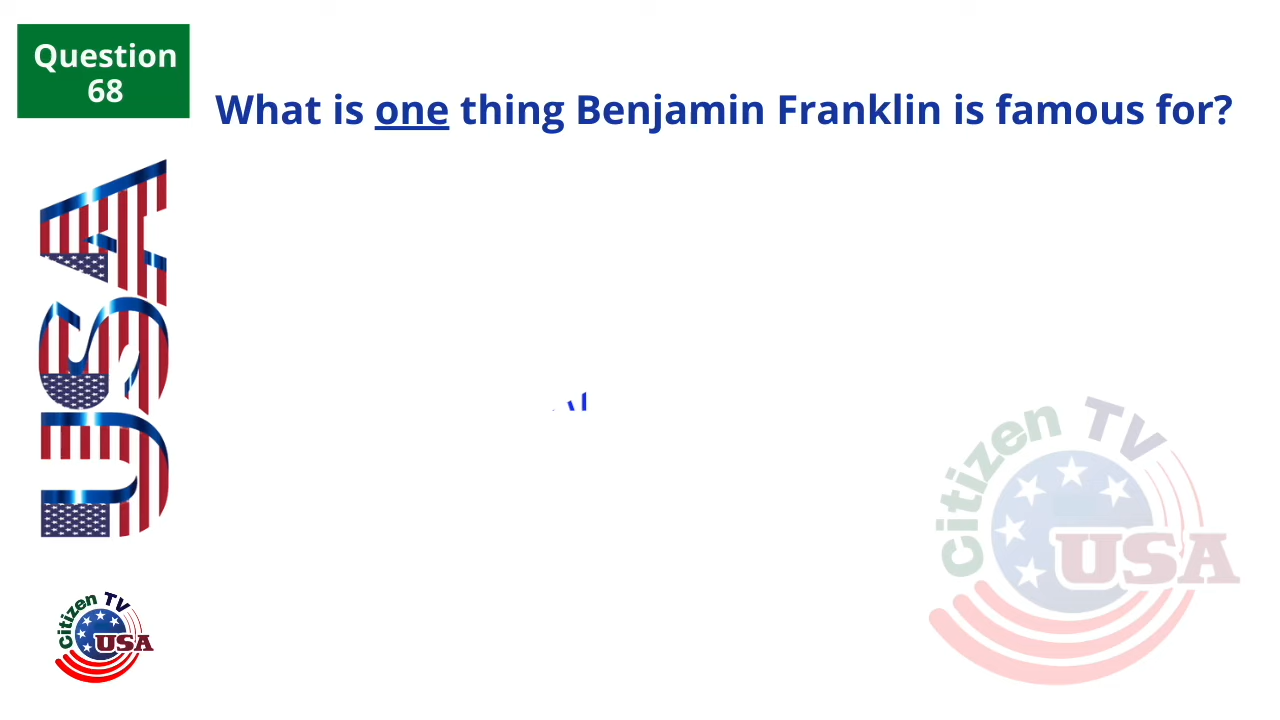 Question
68
What is one thing Benjamin Franklin is famous for?
USA
Citizen TV
USA
Citizen TV
USA